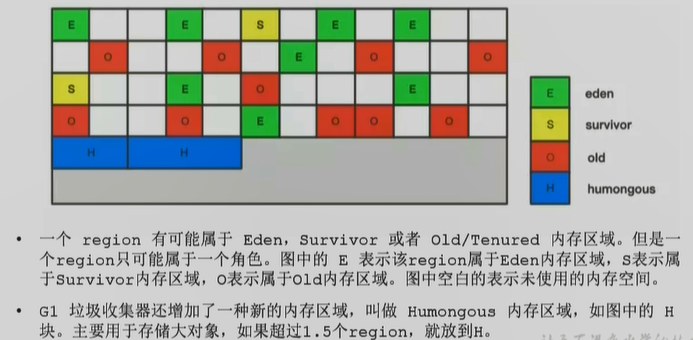 E E S E E
O O E O O
S E O E
O O E O O O
H H
E eden
S survivor
O old
H humongous
• 一个 region 有可能属于 Eden, Survivor 或者 Old/Tenured 内存区域。但是一
个region只可能属于一个角色。图中的 E 表示该region属于Eden内存区域，S表示属
于Survivor内存区域，O表示属于Old内存区域。图中空白的表示未使用的内存空间。
• G1 垃圾收集器还增加了一种新的内存区域，叫做 Humongous 内存区域，如图中的 H
块。主要用于存储大对象，如果超过1.5个region，就放到H。